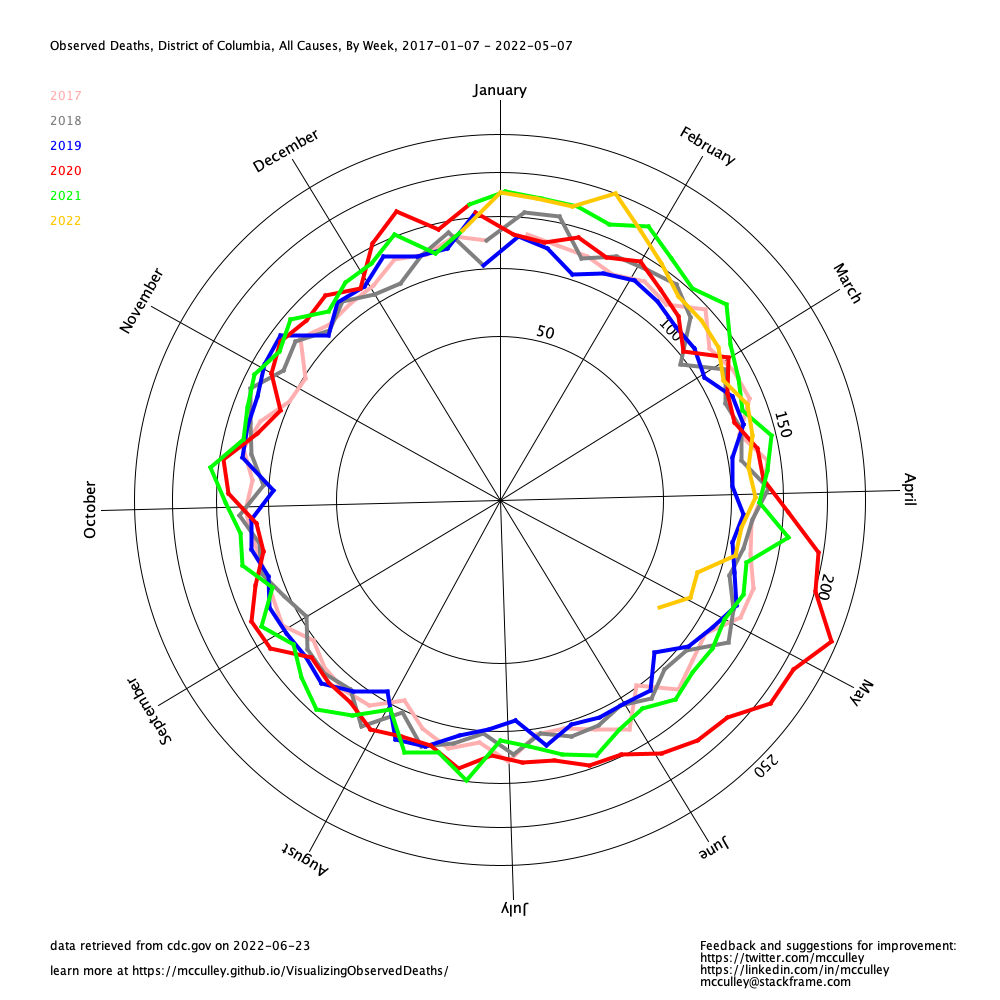 Observed Deaths, District of Columbia, All Causes, By Week, 2017-01-07 - 2022-05-07
January
2017
2018
2019
2020
2021
2022
December
February
November
March
50
100
150
October
April
200
September
May
250
August
June
July
data retrieved from cdc.gov on 2022-06-23
learn more at https://mcculley.github.io/VisualizingObservedDeaths/
Feedback and suggestions for improvement:
https://twitter.com/mcculley
https://linkedin.com/in/mcculley
mcculley@stackframe.com